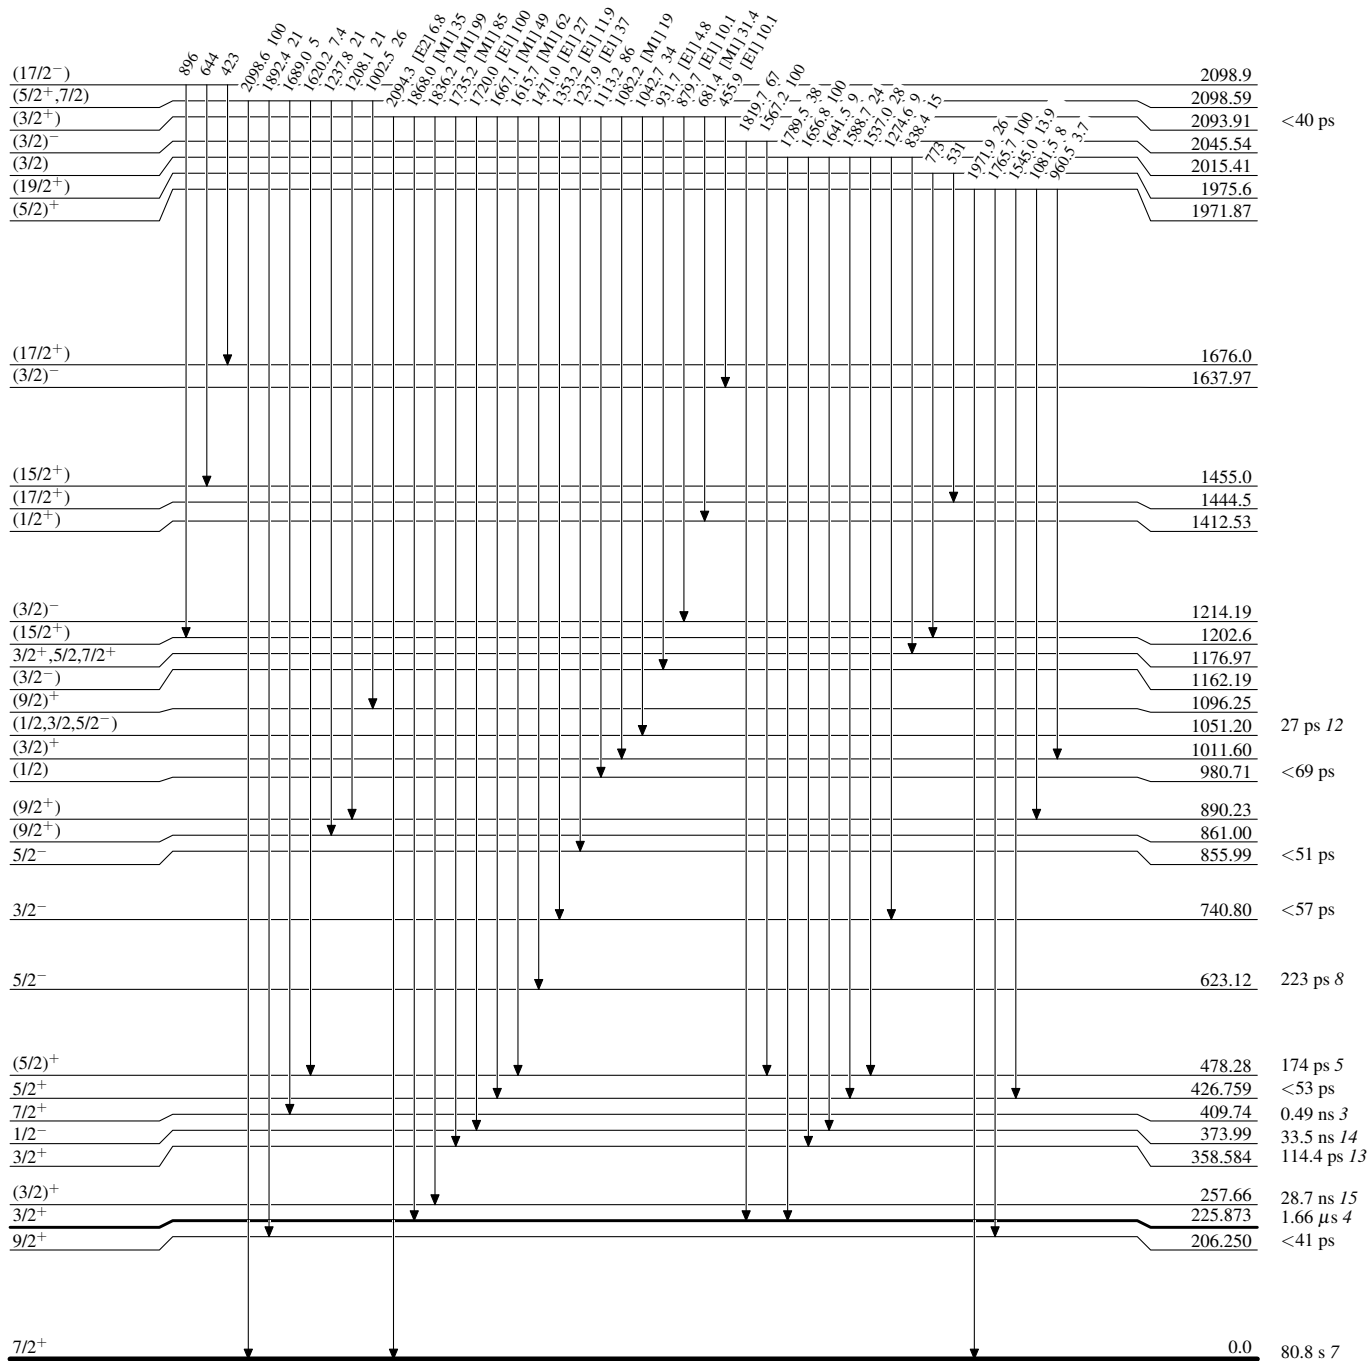 896
644
423
2098.6 100
1892.4 21
1689.0 5
1620.2 7.4
1237.8 21
1208.1 21
1002.5 26
2094.3 [E2] 6.8
1868.0 [M1] 35
1836.2 [M1] 99
1735.2 [M1] 85
1720.0 [E1] 100
1667.1 [M1] 49
1615.7 [M1] 62
1471.0 [E1] 27
1353.2 [E1] 11.9
1237.9 [E1] 37
1113.2 86
1082.2 [M1] 19
1042.7 34
931.7 [E1] 4.8
879.7 [E1] 10.1
681.4 [M1] 31.4
455.9 [E1] 10.1
1819.7 67
1567.2 100
1789.5 38
1656.8 100
1641.5 9
1588.7 24
1537.0 28
1274.6 9
838.4 15
773
531
1971.9 26
1765.7 100
1545.0 13.9
1081.5 8
960.5 3.7
(17/2⁻) 2098.9
(5/2⁺,7/2) 2098.59
(3/2⁺) 2093.91 <40 ps
(3/2)⁻ 2045.54
(3/2) 2015.41
(19/2⁺) 1975.6
(5/2)⁺ 1971.87
(17/2⁺) 1676.0
(3/2)⁻ 1637.97
(15/2⁺) 1455.0
(17/2⁺) 1444.5
(1/2⁺) 1412.53
(3/2)⁻ 1214.19
(15/2⁺) 1202.6
3/2⁺,5/2,7/2⁺ 1176.97
(3/2⁻) 1162.19
(9/2)⁺ 1096.25
(1/2,3/2,5/2⁻) 1051.20 27 ps 12
(3/2)⁺ 1011.60
(1/2) 980.71 <69 ps
(9/2⁺) 890.23
(9/2⁺) 861.00
5/2⁻ 855.99 <51 ps
3/2⁻ 740.80 <57 ps
5/2⁻ 623.12 223 ps 8
(5/2)⁺ 478.28 174 ps 5
5/2⁺ 426.759 <53 ps
7/2⁺ 409.74 0.49 ns 3
1/2⁻ 373.99 33.5 ns 14
3/2⁺ 358.584 114.4 ps 13
(3/2)⁺ 257.66 28.7 ns 15
3/2⁺ 225.873 1.66 μs 4
9/2⁺ 206.250 <41 ps
7/2⁺ 0.0 80.8 s 7